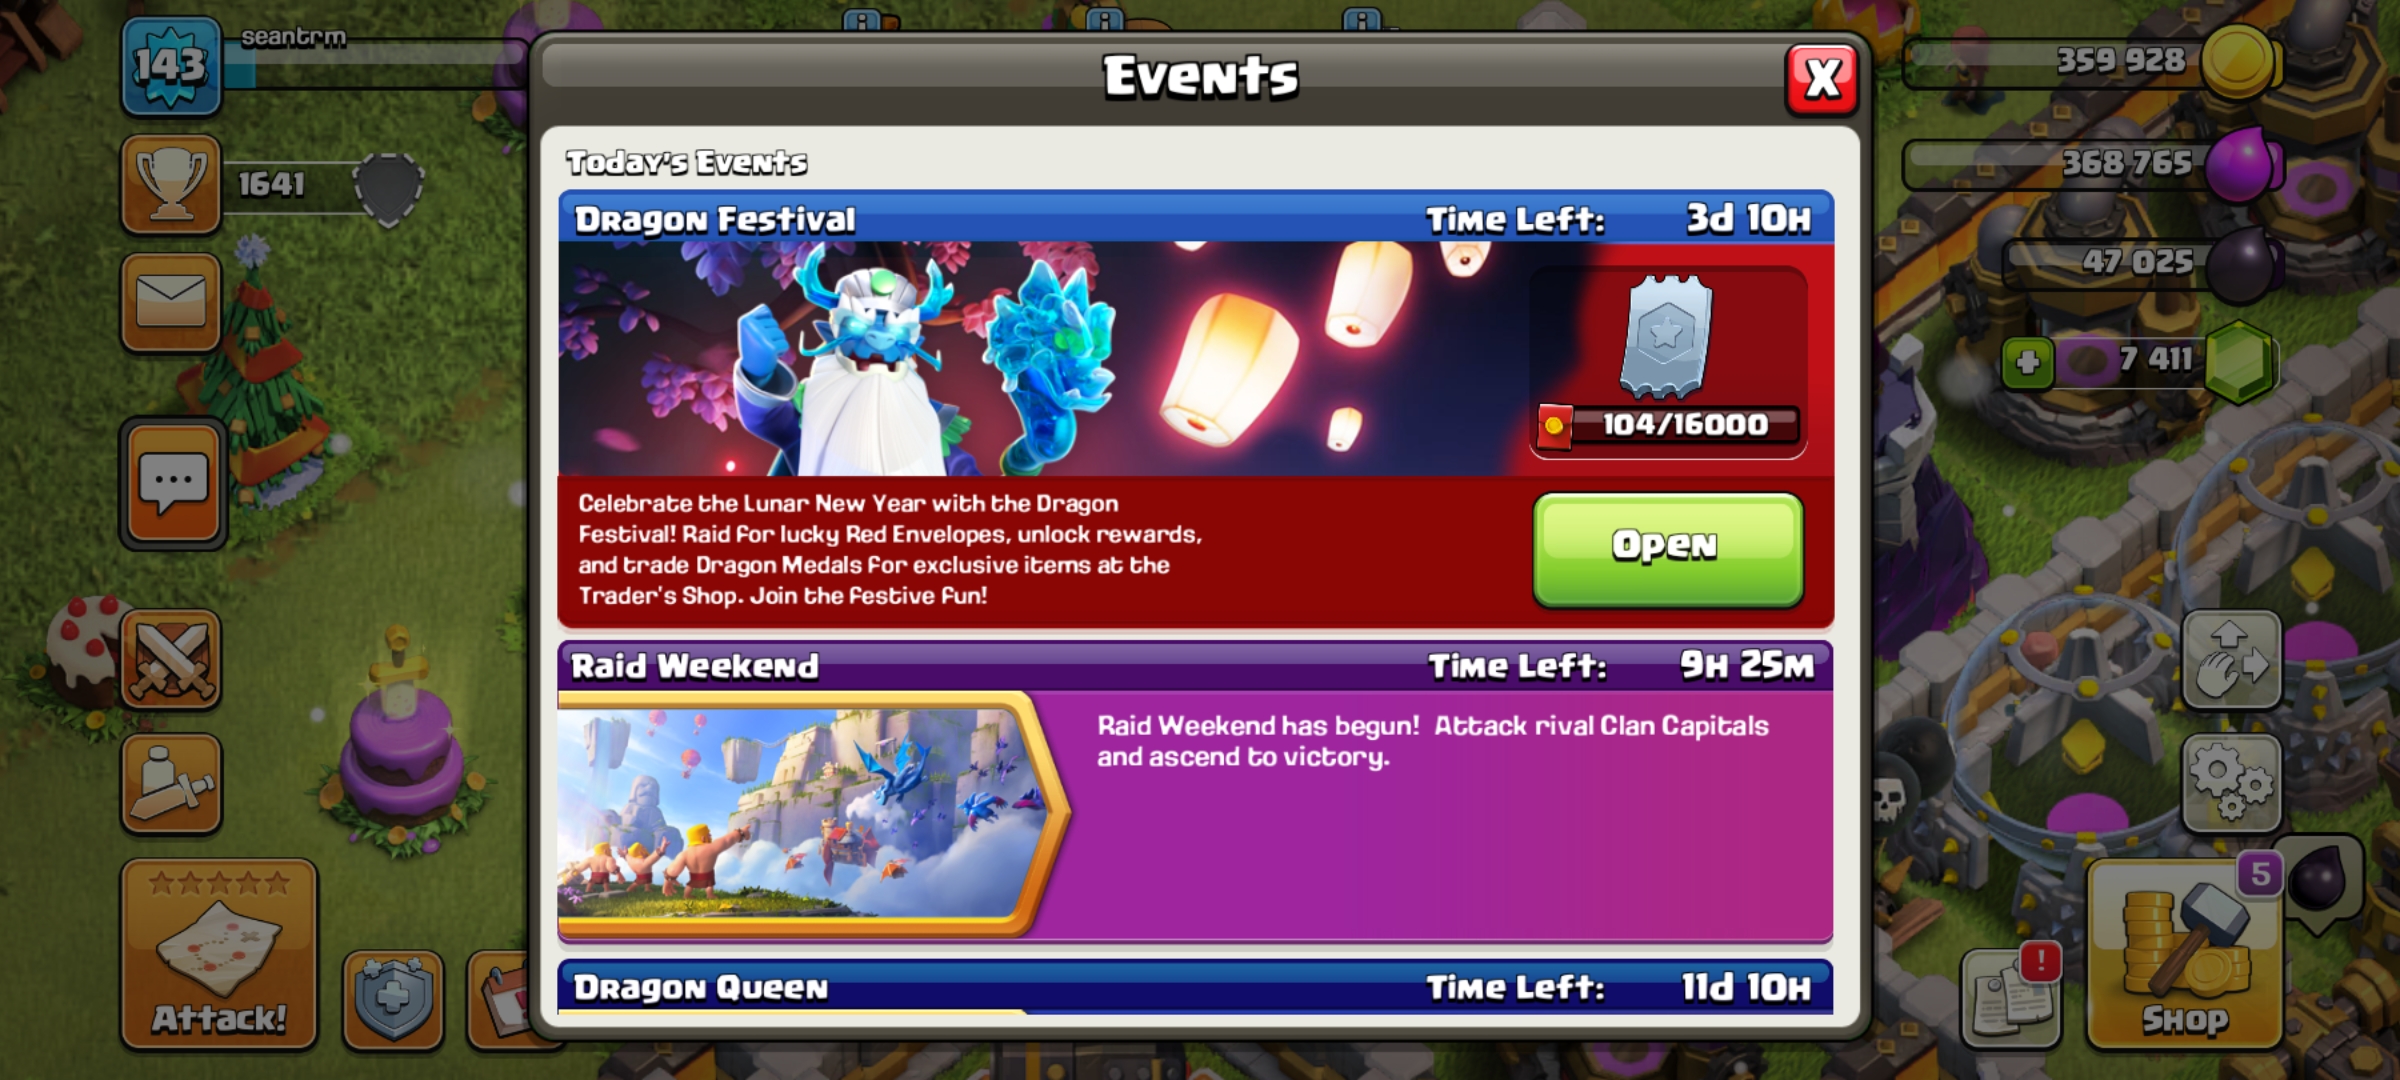 143
seantrm
1641
Attack!
Events
X
Today's Events
Dragon Festival
Time Left: 3d 10H
104/16000
Celebrate the Lunar New Year with the Dragon
Festival! Raid for lucky Red Envelopes, unlock rewards,
and trade Dragon Medals for exclusive items at the
Trader's Shop. Join the festive fun!
Open
Raid Weekend
Time Left: 9H 25M
Raid Weekend has begun! Attack rival Clan Capitals
and ascend to victory.
Dragon Queen
Time Left: 11d 10H
359 928
368 765
47 025
7 411
5
!
Shop